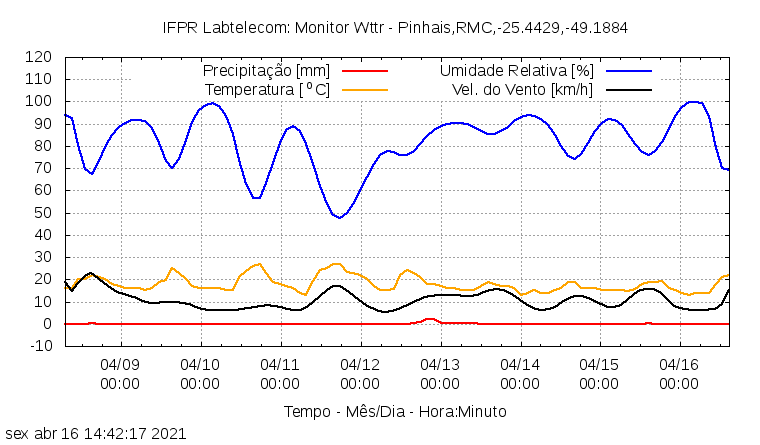 IFPR Labtelecom: Monitor Wttr - Pinhais,RMC,-25.4429,-49.1884
120
110
100
90
80
70
60
50
40
30
20
10
0
-10
Precipitação [mm]
Temperatura [⁰C]
Umidade Relativa [%]
Vel. do Vento [km/h]
04/09 04/10 04/11 04/12 04/13 04/14 04/15 04/16
00:00 00:00 00:00 00:00 00:00 00:00 00:00 00:00
Tempo - Mês/Dia - Hora:Minuto
sex abr 16 14:42:17 2021